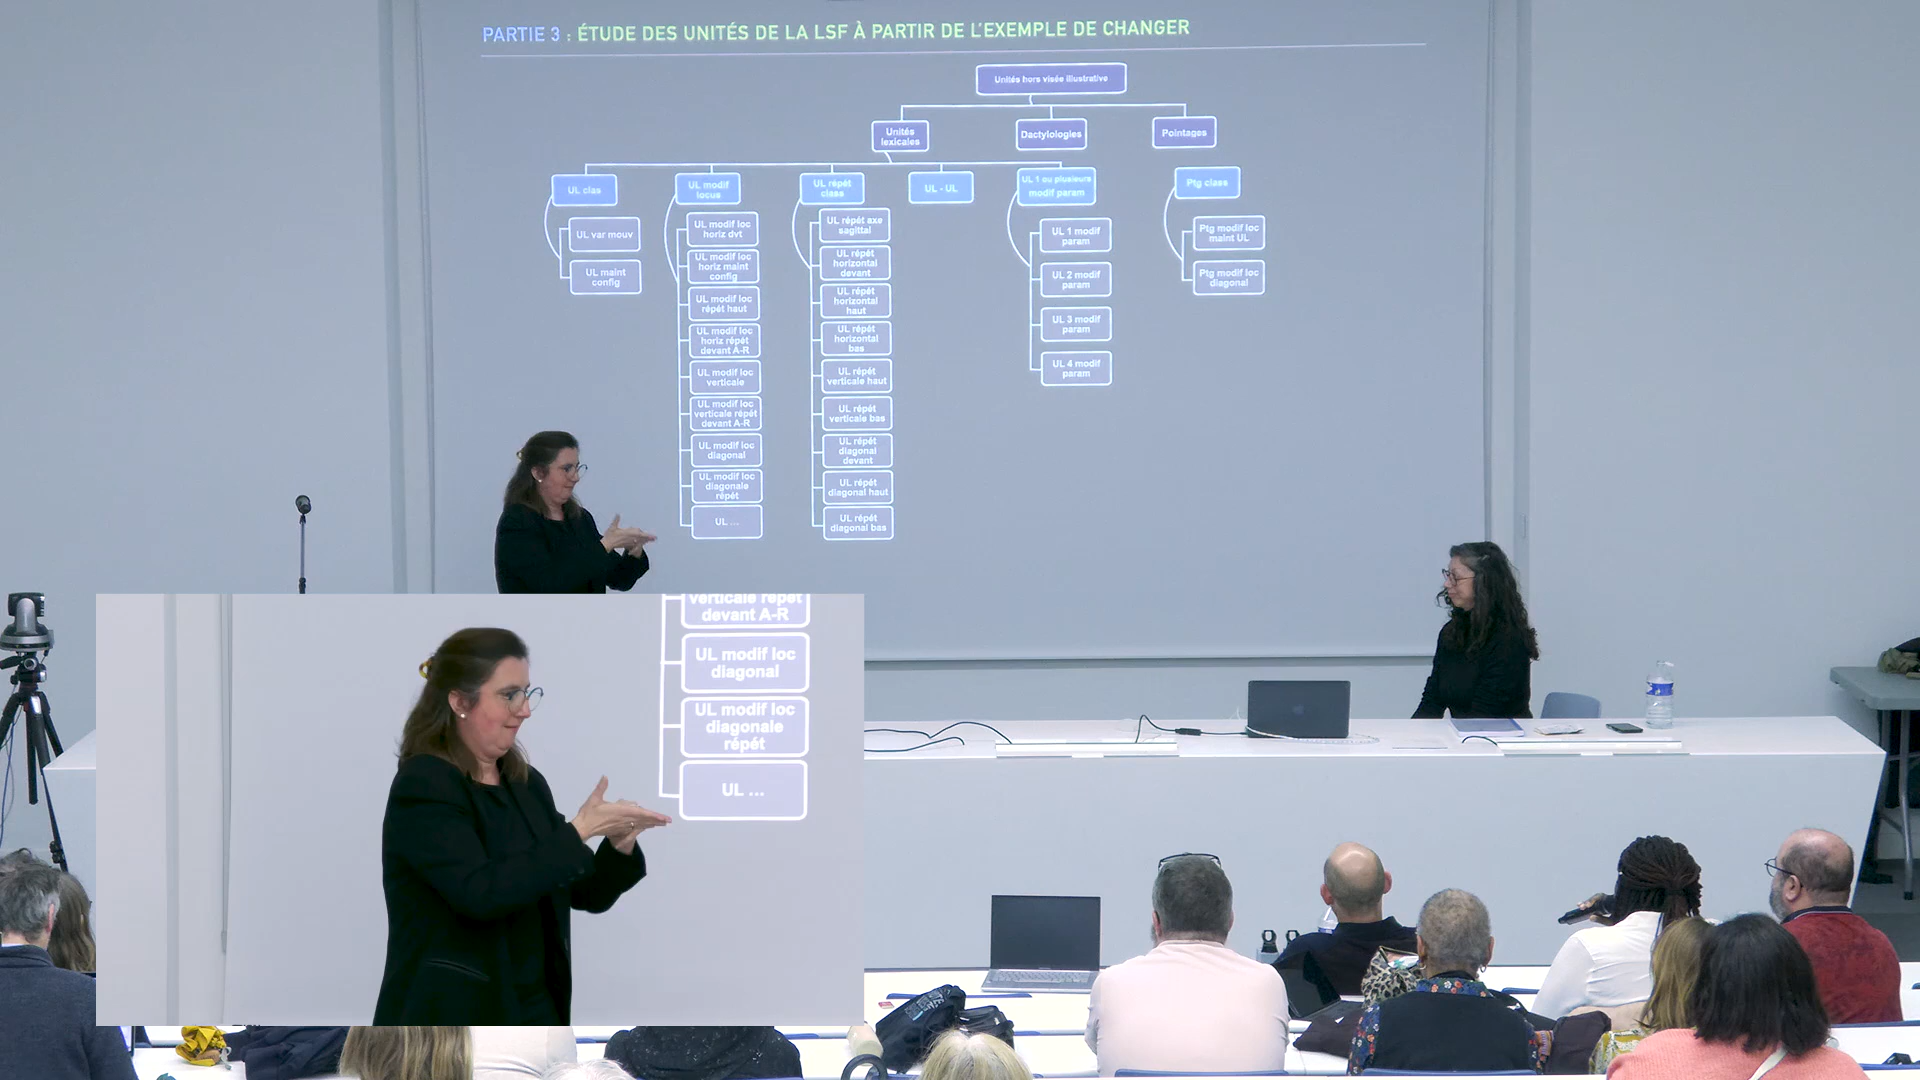 PARTIE 3 : ÉTUDE DES UNITÉS DE LA LSF À PARTIR DE L'EXEMPLE DE CHANGER
Unités hors visée illustrative
Unités
lexicales
Dactylologies
Pointages
UL clas
UL modif
locus
UL répét
class
UL - UL
UL 1 ou plusieurs
modif param
Ptg class
UL var mouv
UL maint
config
UL modif loc
horiz dvt
UL modif loc
horiz maint
config
UL modif loc
répét haut
UL modif loc
horiz répét
devant A-R
UL modif loc
verticale
UL modif loc
verticale répét
devant A-R
UL modif loc
diagonal
UL modif loc
diagonale
répét
UL ...
UL répét axe
sagittal
UL répét
horizontal
devant
UL répét
horizontal
haut
UL répét
horizontal
bas
UL répét
verticale haut
UL répét
verticale bas
UL répét
diagonal
devant
UL répét
diagonal haut
UL répét
diagonal bas
UL 1 modif
param
UL 2 modif
param
UL 3 modif
param
UL 4 modif
param
Ptg modif loc
maint UL
Ptg modif loc
diagonal
verticale répét
devant A-R
UL modif loc
diagonal
UL modif loc
diagonale
répét
UL ...